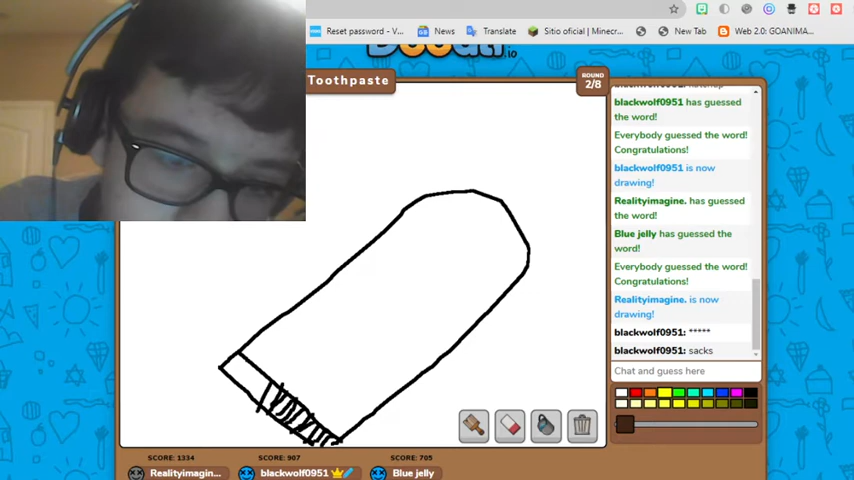 Reset password - V...
News
Translate
Sitio oficial | Minecr...
New Tab
Web 2.0: GOANIMA...
.io
Toothpaste
ROUND
2/8
blackwolf0951 has guessed
the word!
Everybody guessed the word!
Congratulations!
blackwolf0951 is now
drawing!
Realityimagine. has guessed
the word!
Blue jelly has guessed the
word!
Everybody guessed the word!
Congratulations!
Realityimagine. is now
drawing!
blackwolf0951: *****
blackwolf0951: sacks
Chat and guess here
SCORE: 1334
SCORE: 907
SCORE: 705
Realityimagin...
blackwolf0951
Blue jelly